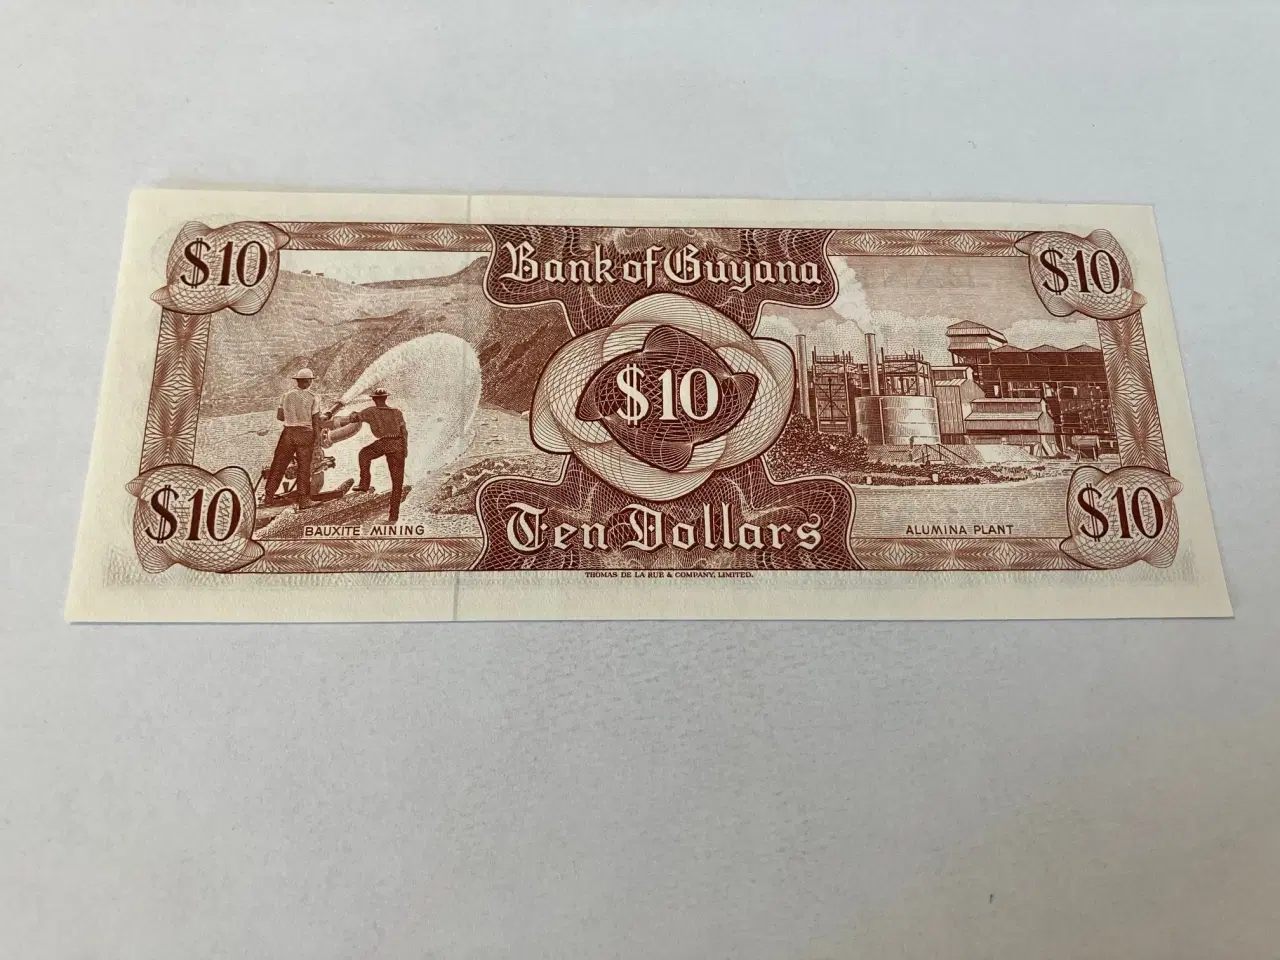 $10
Bank of Guyana
$10
$10
$10
BAUXITE MINING
Ten Dollars
ALUMINA PLANT
$10
THOMAS DE LA RUE & COMPANY, LIMITED.